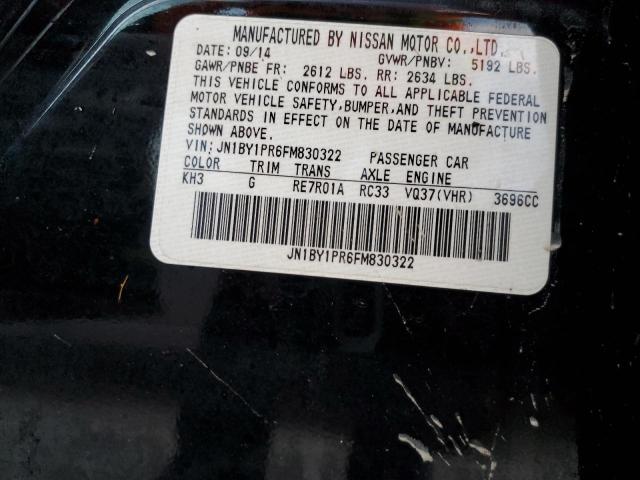 MANUFACTURED BY NISSAN MOTOR CO.,LTD.
DATE: 09/14 GVWR/PNBV: 5192 LBS.
GAWR/PNBE FR: 2612 LBS. RR: 2634 LBS.
THIS VEHICLE CONFORMS TO ALL APPLICABLE FEDERAL
MOTOR VEHICLE SAFETY,BUMPER,AND THEFT PREVENTION
STANDARDS IN EFFECT ON THE DATE OF MANUFACTURE
SHOWN ABOVE.
VIN: JN1BY1PR6FM830322 PASSENGER CAR
COLOR TRIM TRANS AXLE ENGINE
KH3 G RE7R01A RC33 VQ37(VHR) 3696CC
JN1BY1PR6FM830322